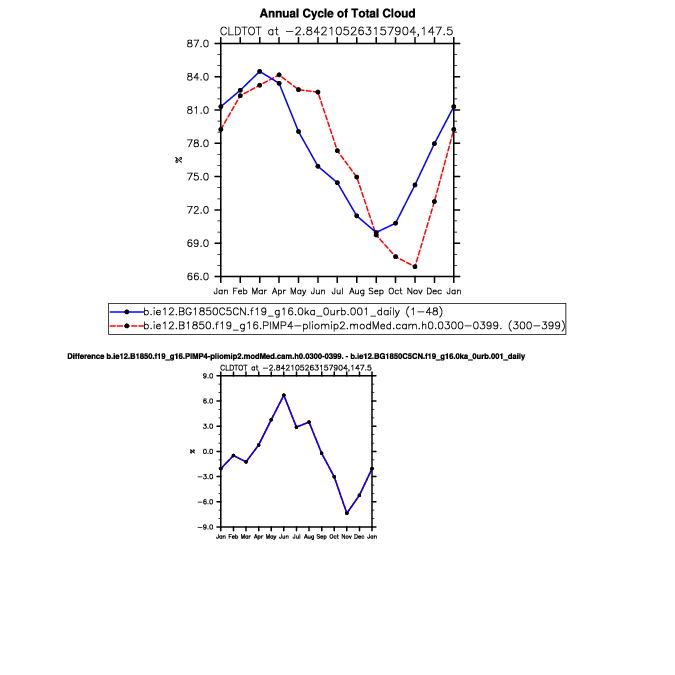 Annual Cycle of Total Cloud
CLDTOT at −2.842105263157904,147.5
87.0
84.0
81.0
78.0
75.0
72.0
69.0
66.0
%
Jan Feb Mar Apr May Jun Jul Aug Sep Oct Nov Dec Jan
b.ie12.BG1850C5CN.f19_g16.0ka_0urb.001_daily (1−48)
b.ie12.B1850.f19_g16.PIMP4−pliomip2.modMed.cam.h0.0300−0399. (300−399)
Difference b.ie12.B1850.f19_g16.PIMP4-pliomip2.modMed.cam.h0.0300-0399. - b.ie12.BG1850C5CN.f19_g16.0ka_0urb.001_daily
CLDTOT at −2.842105263157904,147.5
9.0
6.0
3.0
0.0
−3.0
−6.0
−9.0
%
Jan Feb Mar Apr May Jun Jul Aug Sep Oct Nov Dec Jan